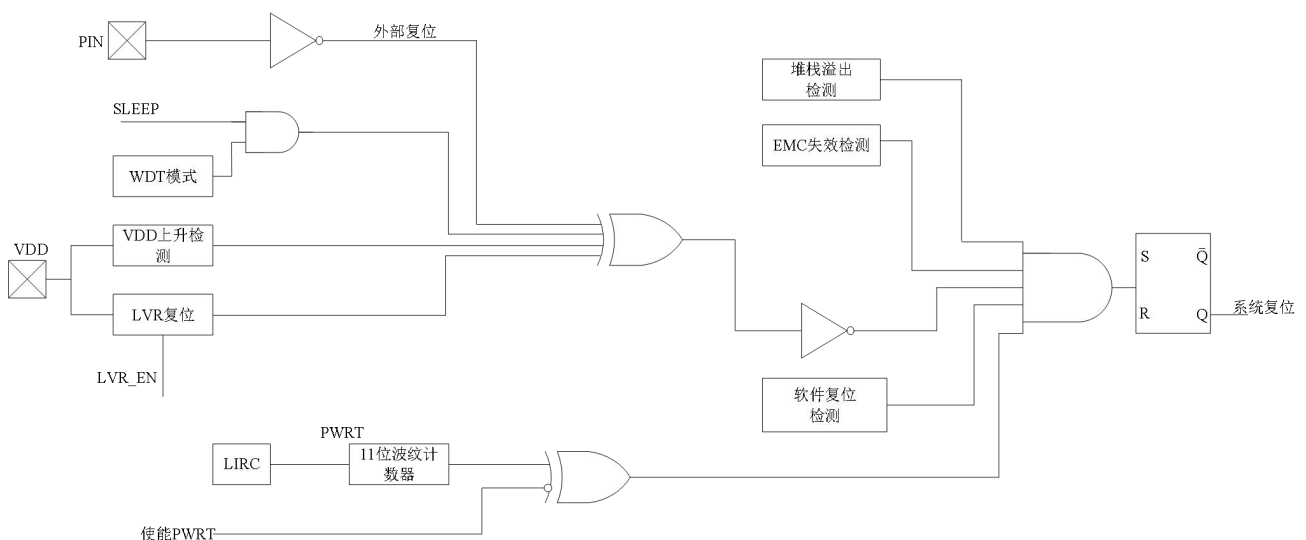 PIN
外部复位
SLEEP
WDT模式
VDD
VDD上升检
测
LVR复位
LVR_EN
堆栈溢出
检测
EMC失效检测
软件复位
检测
S
Q̅
R
Q
系统复位
PWRT
LIRC
11位波纹计
数器
使能PWRT